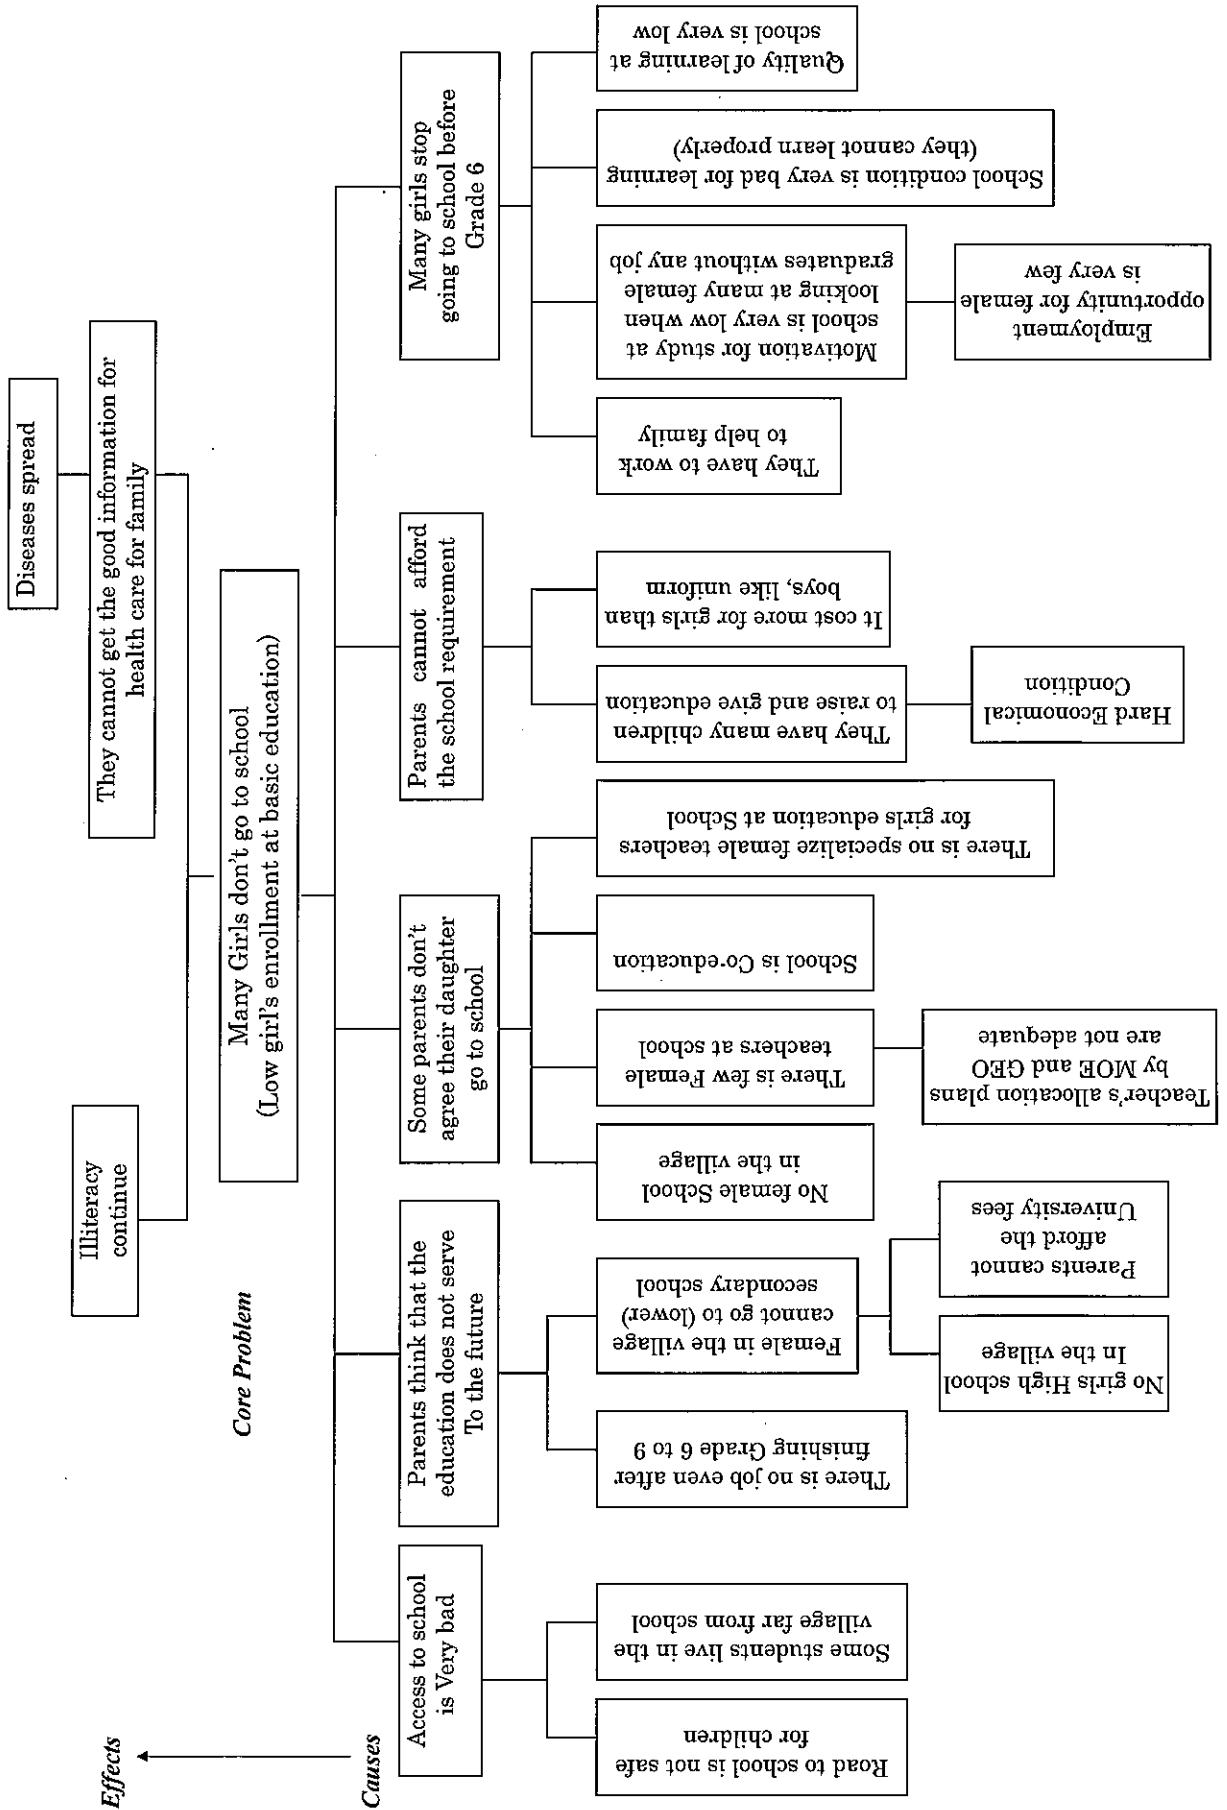 Diseases spread
Illiteracy
continue
They cannot get the good information for
health care for family
Effects
Core Problem
Many Girls don't go to school
(Low girl's enrollment at basic education)
Causes
Access to school
is Very bad
Parents think that the
education does not serve
To the future
Some parents don't
agree their daughter
go to school
Parents cannot afford
the school requirement
Many girls stop
going to school before
Grade 6
Road to school is not safe
for children
Some students live in the
village far from school
There is no job even after
finishing Grade 6 to 9
Female in the village
cannot go to (lower)
secondary school
No female School
in the village
There is few Female
teachers at school
School is Co-education
There is no specialize female teachers
for girls education at School
They have many children
to raise and give education
It cost more for girls than
boys, like uniform
They have to work
to help family
Motivation for study at
school is very low when
looking at many female
graduates without any job
School condition is very bad for learning
(they cannot learn properly)
Quality of learning at
school is very low
No girls High school
In the village
Parents cannot
afford the
University fees
Teacher's allocation plans
by MOE and GEO
are not adequate
Hard Economical
Condition
Employment
opportunity for female
is very few